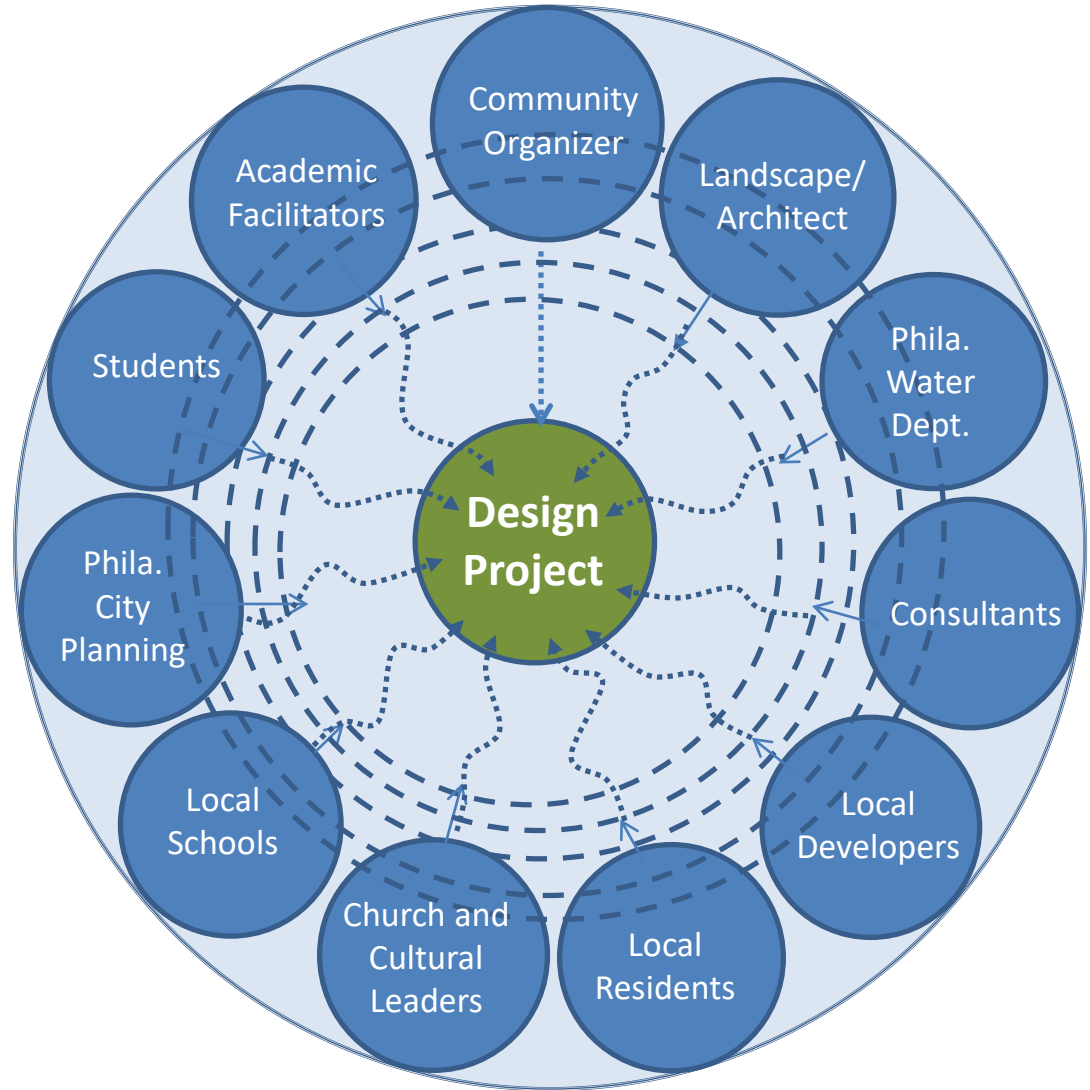 Community
Organizer
Landscape/
Architect
Phila.
Water
Dept.
Consultants
Local
Developers
Local
Residents
Church and
Cultural
Leaders
Local
Schools
Phila.
City
Planning
Students
Academic
Facilitators
Design
Project